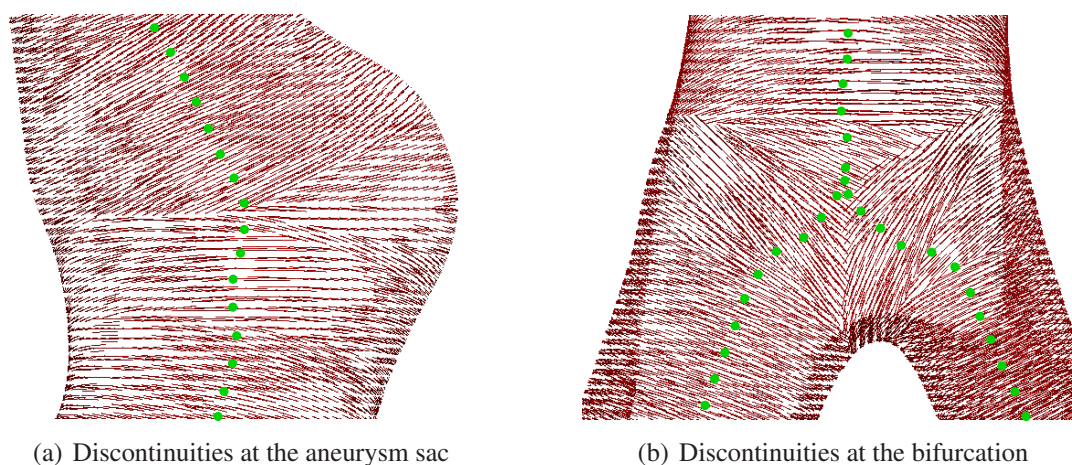 (a) Discontinuities at the aneurysm sac
(b) Discontinuities at the bifurcation